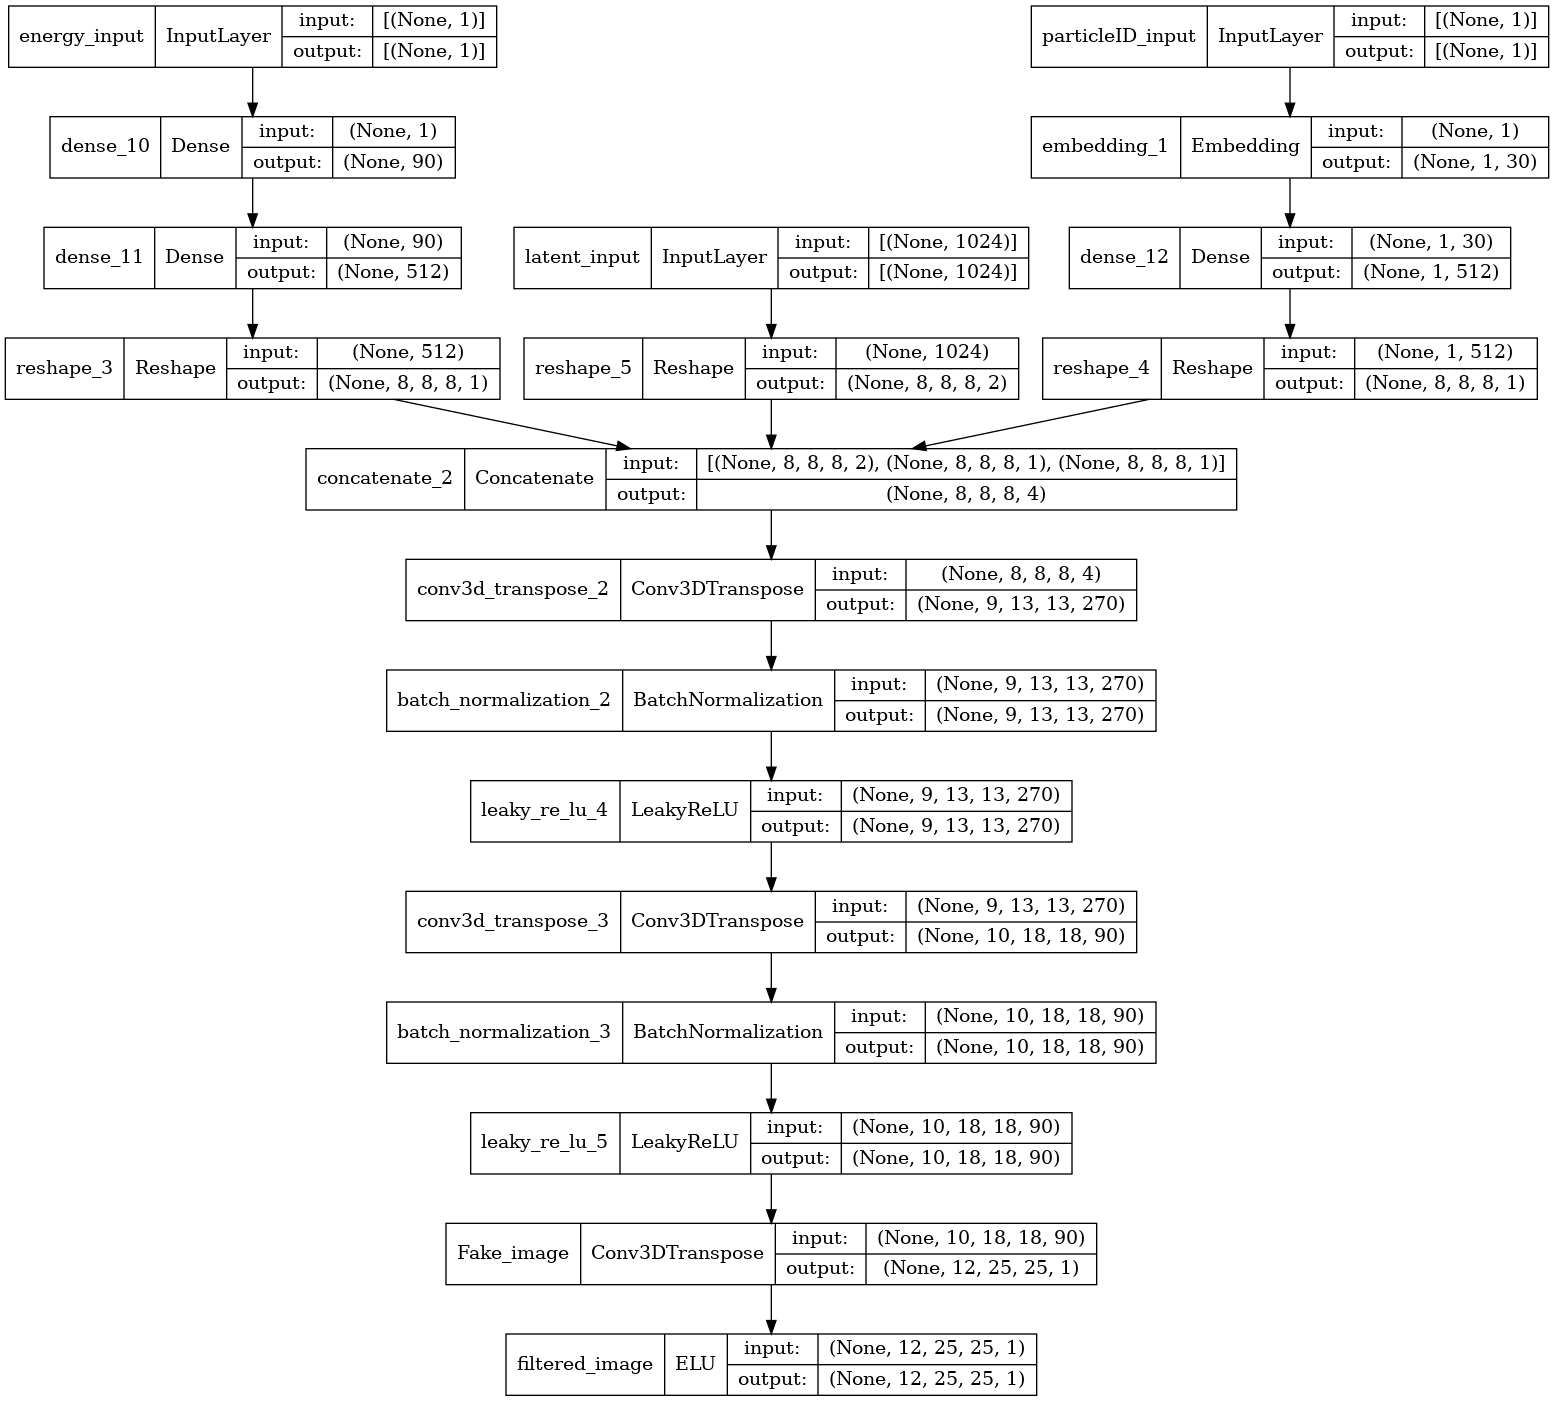 energy_input InputLayer input: [(None, 1)]
output: [(None, 1)]
particleID_input InputLayer input: [(None, 1)]
output: [(None, 1)]
dense_10 Dense input: (None, 1)
output: (None, 90)
embedding_1 Embedding input: (None, 1)
output: (None, 1, 30)
dense_11 Dense input: (None, 90)
output: (None, 512)
latent_input InputLayer input: [(None, 1024)]
output: [(None, 1024)]
dense_12 Dense input: (None, 1, 30)
output: (None, 1, 512)
reshape_3 Reshape input: (None, 512)
output: (None, 8, 8, 8, 1)
reshape_5 Reshape input: (None, 1024)
output: (None, 8, 8, 8, 2)
reshape_4 Reshape input: (None, 1, 512)
output: (None, 8, 8, 8, 1)
concatenate_2 Concatenate input: [(None, 8, 8, 8, 2), (None, 8, 8, 8, 1), (None, 8, 8, 8, 1)]
output: (None, 8, 8, 8, 4)
conv3d_transpose_2 Conv3DTranspose input: (None, 8, 8, 8, 4)
output: (None, 9, 13, 13, 270)
batch_normalization_2 BatchNormalization input: (None, 9, 13, 13, 270)
output: (None, 9, 13, 13, 270)
leaky_re_lu_4 LeakyReLU input: (None, 9, 13, 13, 270)
output: (None, 9, 13, 13, 270)
conv3d_transpose_3 Conv3DTranspose input: (None, 9, 13, 13, 270)
output: (None, 10, 18, 18, 90)
batch_normalization_3 BatchNormalization input: (None, 10, 18, 18, 90)
output: (None, 10, 18, 18, 90)
leaky_re_lu_5 LeakyReLU input: (None, 10, 18, 18, 90)
output: (None, 10, 18, 18, 90)
Fake_image Conv3DTranspose input: (None, 10, 18, 18, 90)
output: (None, 12, 25, 25, 1)
filtered_image ELU input: (None, 12, 25, 25, 1)
output: (None, 12, 25, 25, 1)